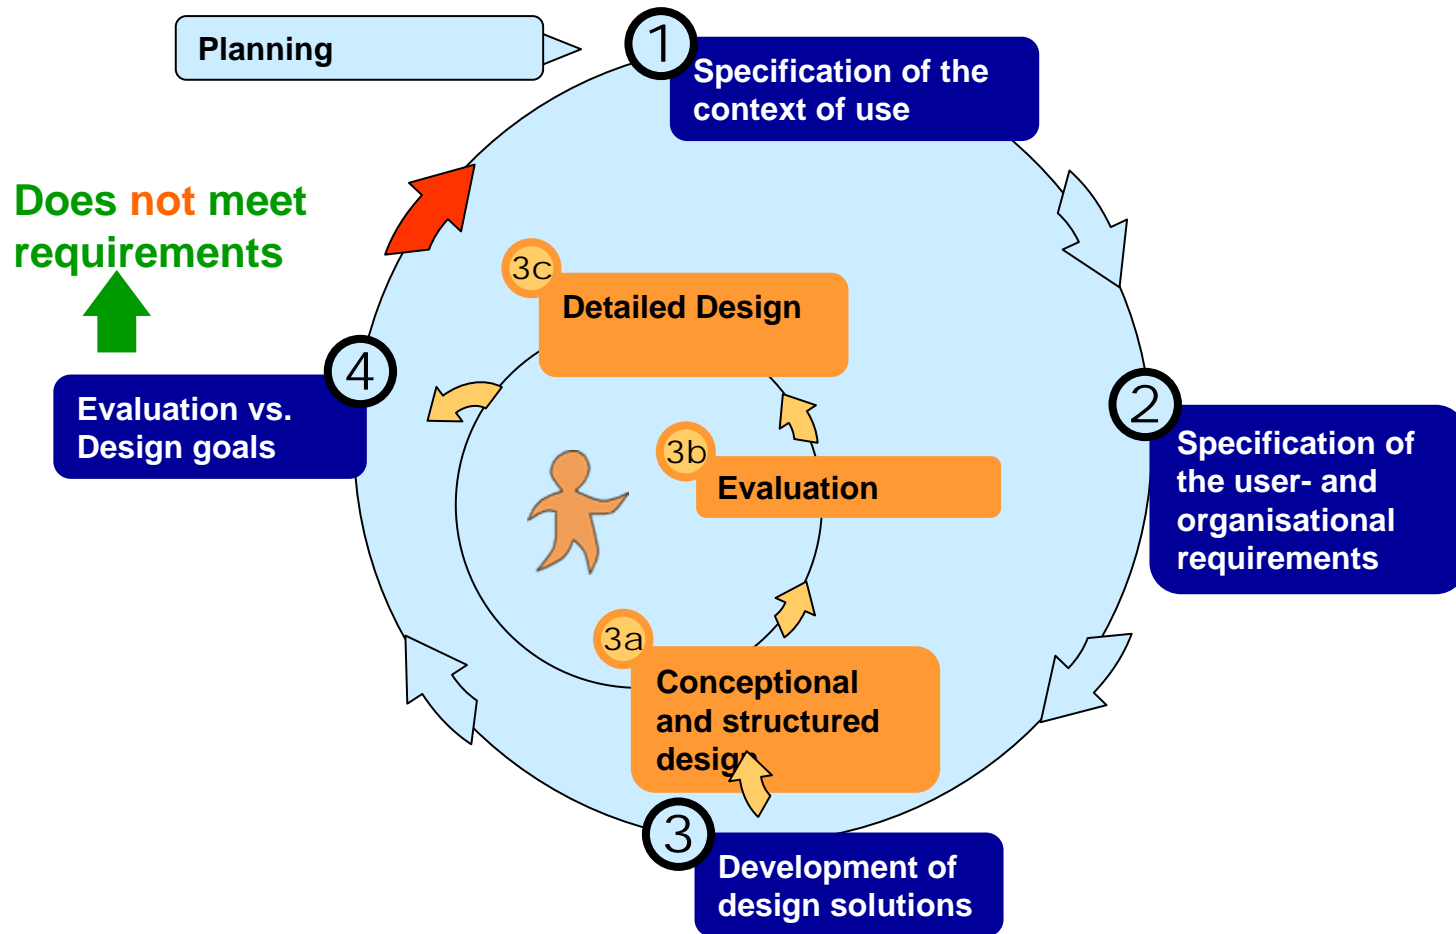 Planning
1
Specification of the
context of use
Does not meet
requirements
3c
Detailed Design
4
Evaluation vs.
Design goals
2
Specification of
the user- and
organisational
requirements
3b
Evaluation
3a
Conceptional
and structured
design
3
Development of
design solutions